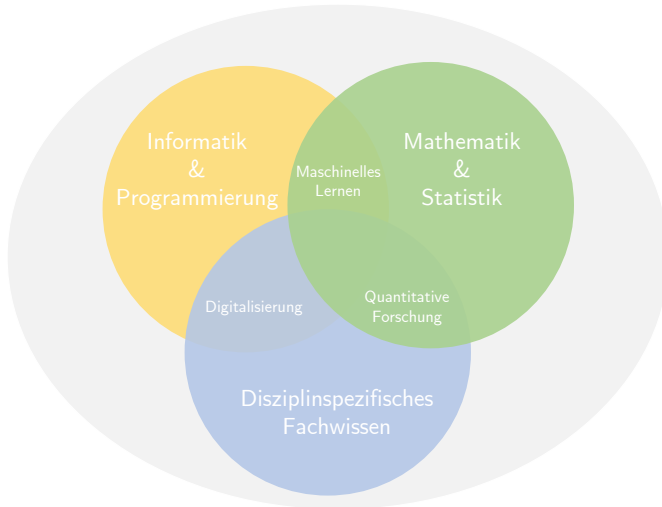 Informatik
&
Programmierung
Mathematik
&
Statistik
Maschinelles
Lernen
Digitalisierung
Quantitative
Forschung
Disziplinspezifisches
Fachwissen